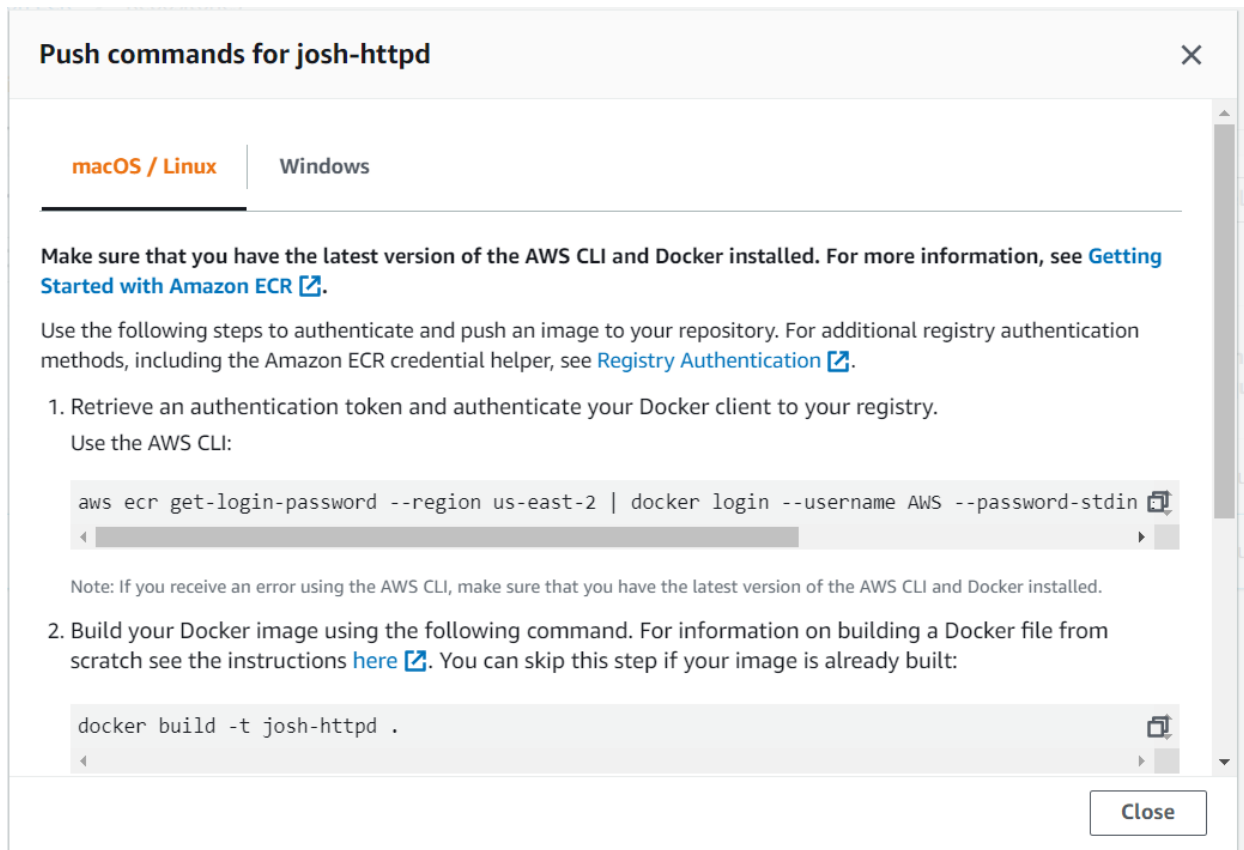 Push commands for josh-httpd
macOS / Linux
Windows
Make sure that you have the latest version of the AWS CLI and Docker installed. For more information, see Getting
Started with Amazon ECR.
Use the following steps to authenticate and push an image to your repository. For additional registry authentication
methods, including the Amazon ECR credential helper, see Registry Authentication.
1. Retrieve an authentication token and authenticate your Docker client to your registry.
Use the AWS CLI:
aws ecr get-login-password --region us-east-2 | docker login --username AWS --password-stdin
Note: If you receive an error using the AWS CLI, make sure that you have the latest version of the AWS CLI and Docker installed.
2. Build your Docker image using the following command. For information on building a Docker file from
scratch see the instructions here. You can skip this step if your image is already built:
docker build -t josh-httpd .
Close